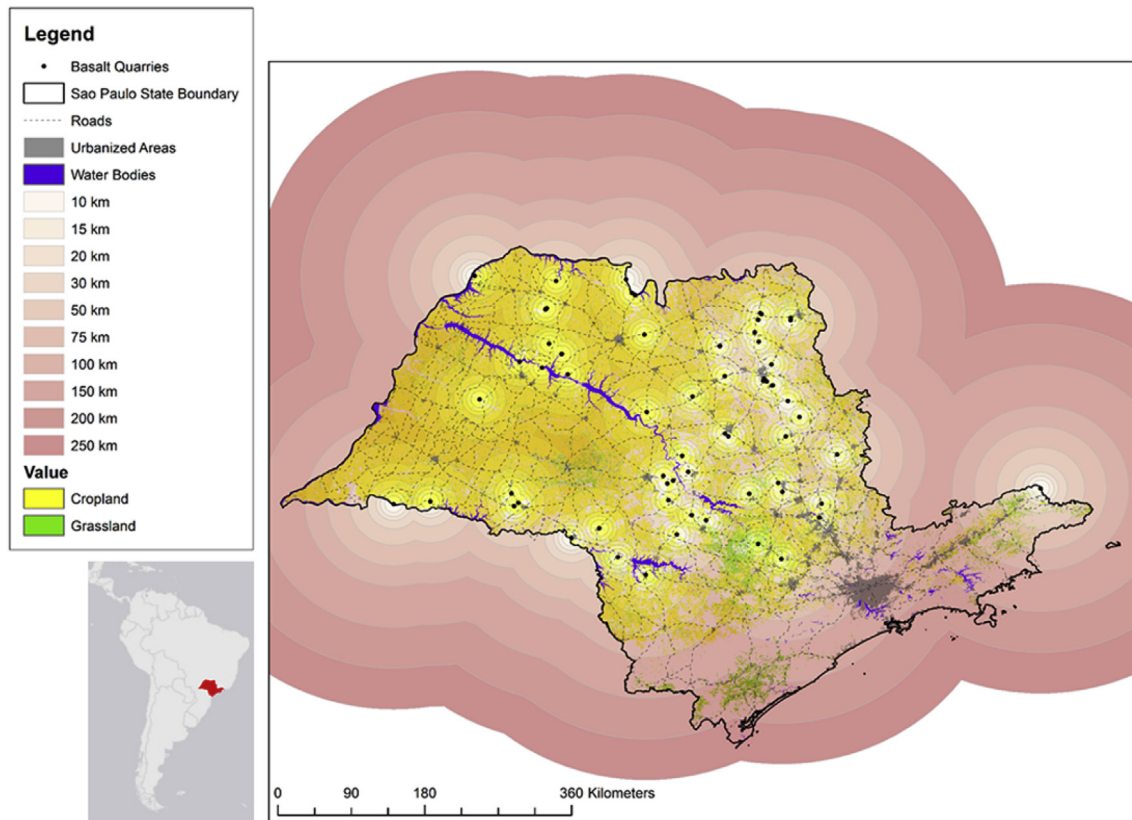 Legend
Basalt Quarries
Sao Paulo State Boundary
Roads
Urbanized Areas
Water Bodies
10 km
15 km
20 km
30 km
50 km
75 km
100 km
150 km
200 km
250 km
Value
Cropland
Grassland
0 90 180 360 Kilometers